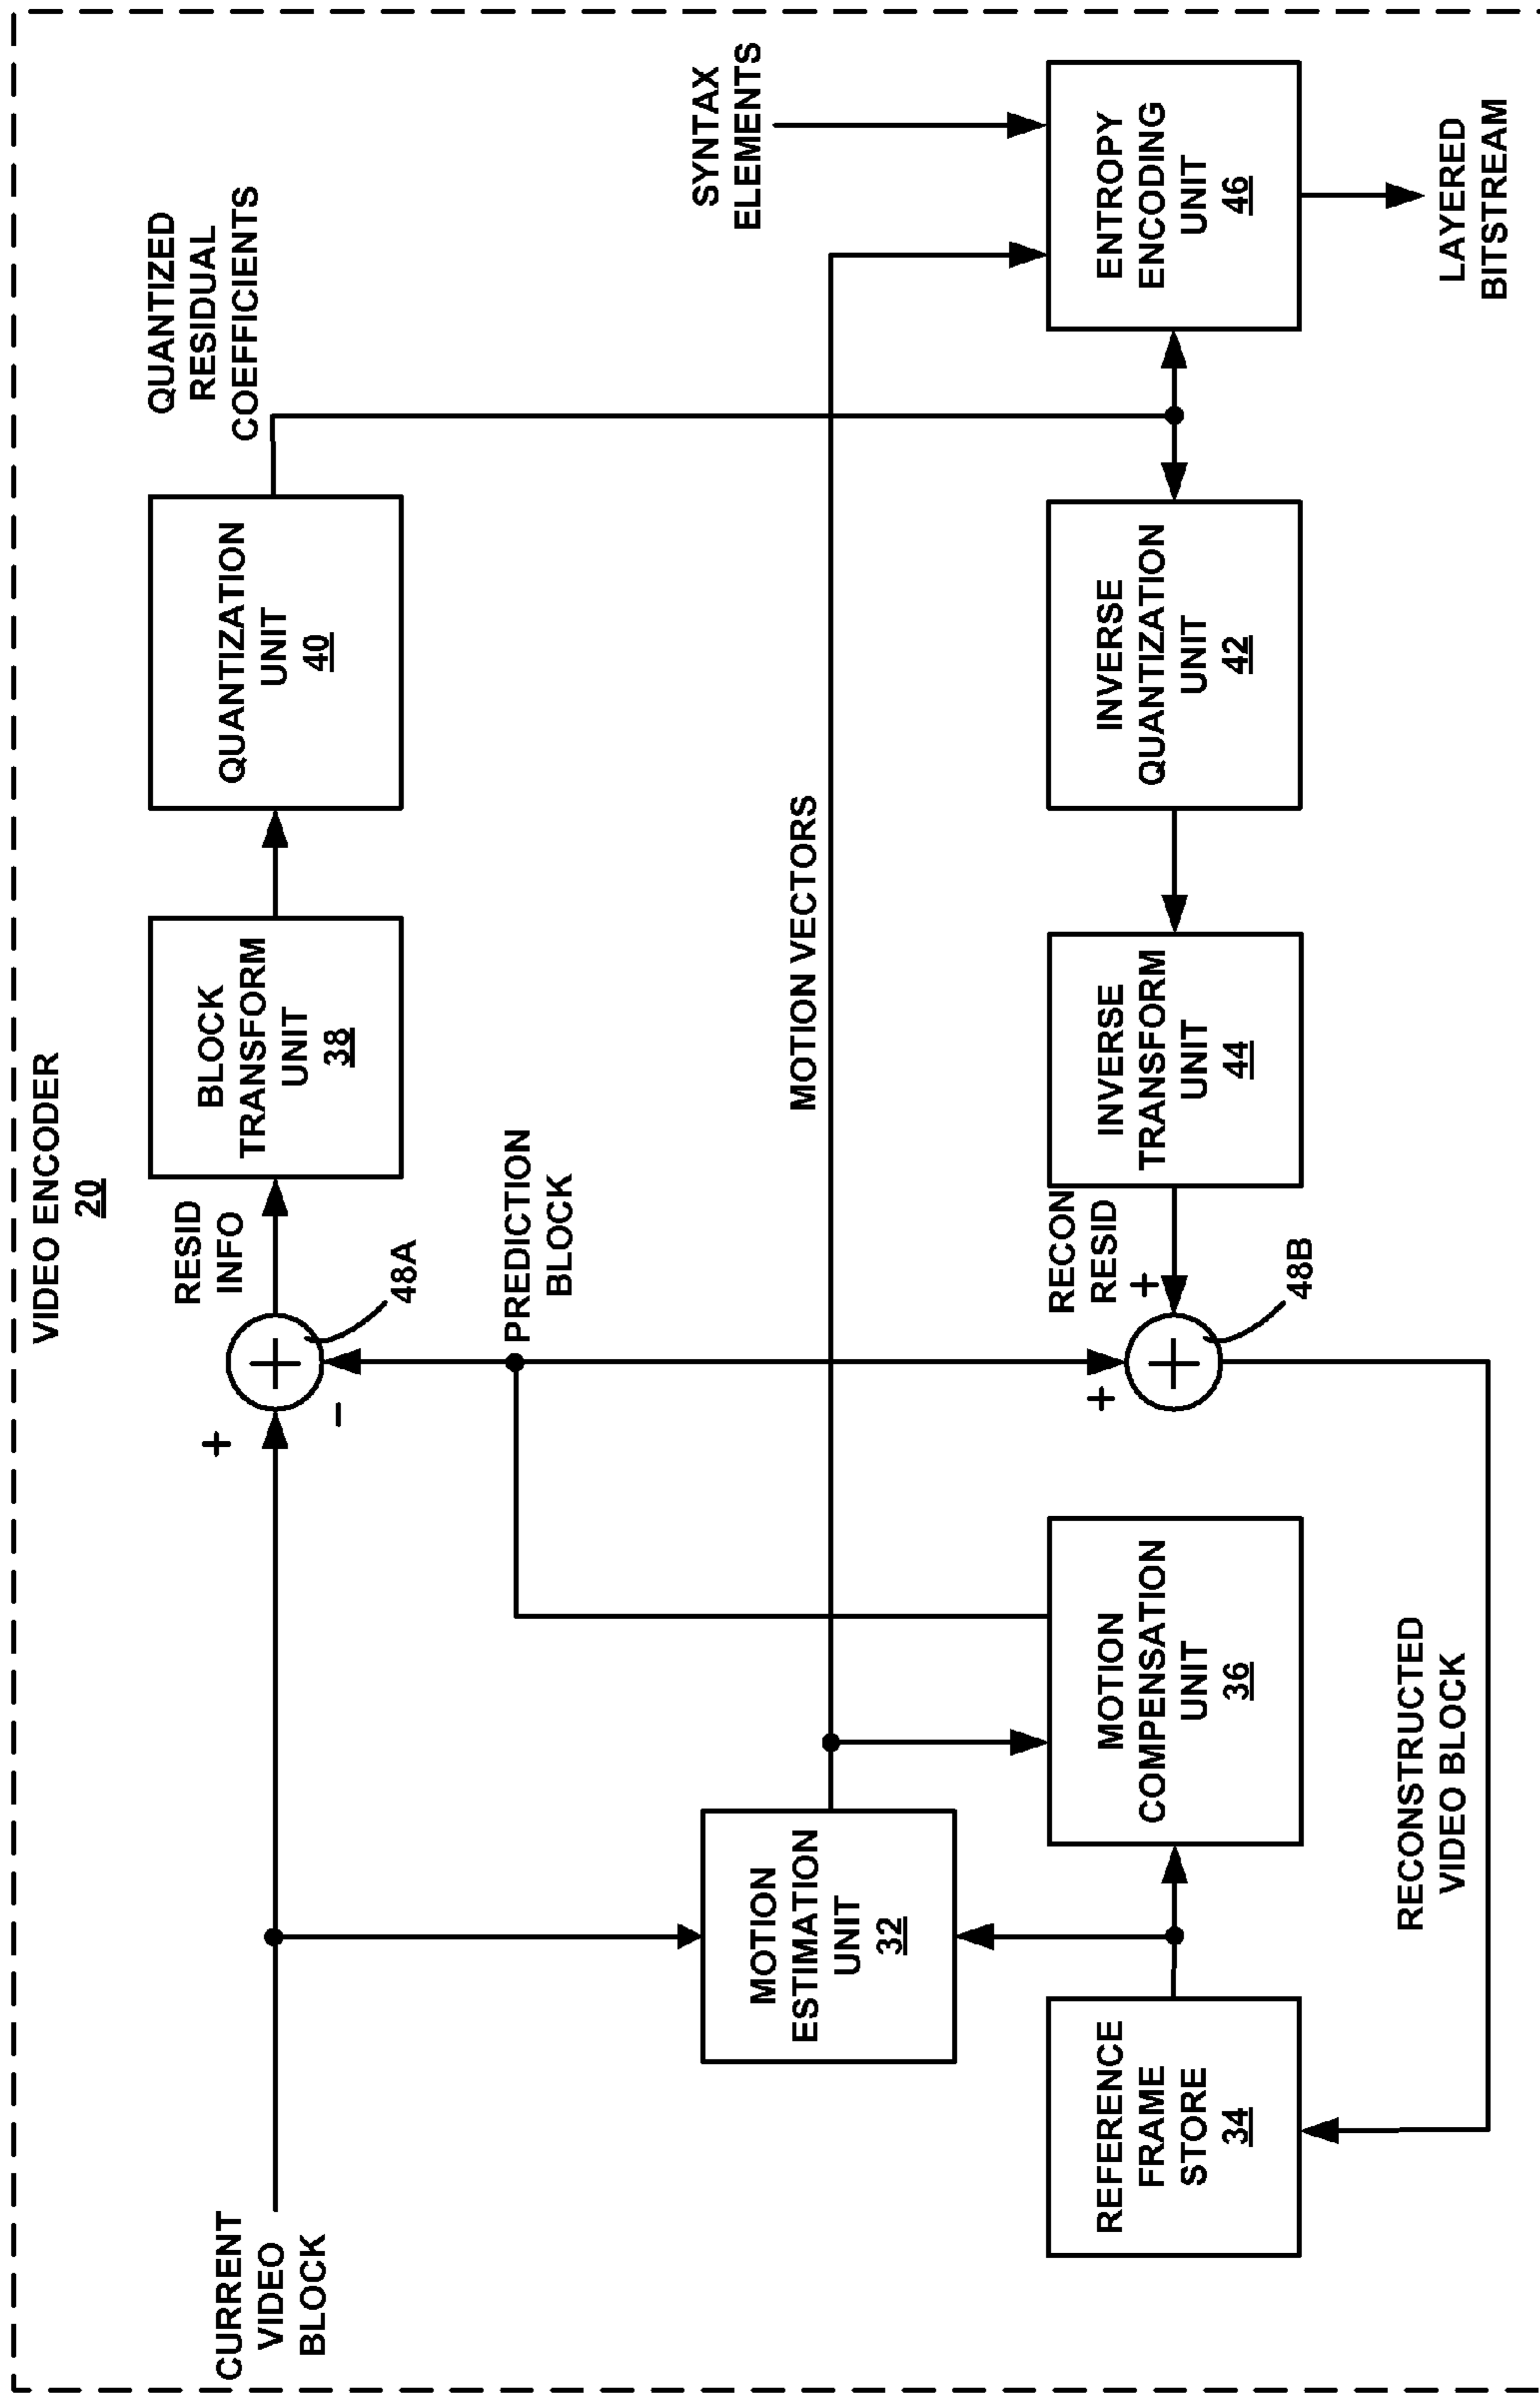 VIDEO ENCODER
20
CURRENT
VIDEO
BLOCK
+
−
48A
RESID
INFO
BLOCK
TRANSFORM
UNIT
38
QUANTIZATION
UNIT
40
QUANTIZED
RESIDUAL
COEFFICIENTS
PREDICTION
BLOCK
MOTION
ESTIMATION
UNIT
32
MOTION VECTORS
SYNTAX
ELEMENTS
REFERENCE
FRAME
STORE
34
MOTION
COMPENSATION
UNIT
36
+
+
48B
RECON
RESID
INVERSE
TRANSFORM
UNIT
44
INVERSE
QUANTIZATION
UNIT
42
ENTROPY
ENCODING
UNIT
46
RECONSTRUCTED
VIDEO BLOCK
LAYERED
BITSTREAM